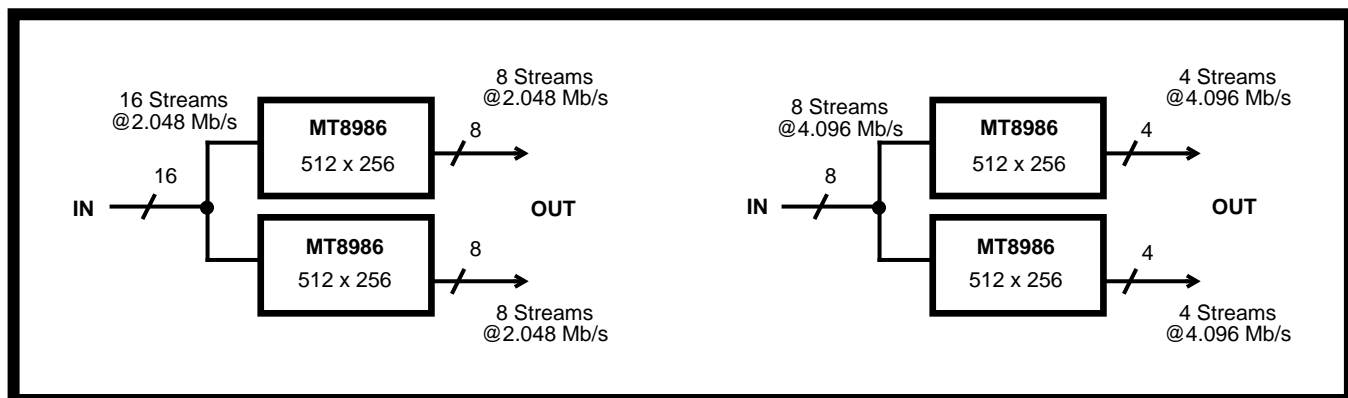 16 Streams
@2.048 Mb/s
8 Streams
@2.048 Mb/s
MT8986
512 x 256
8
16
IN
OUT
MT8986
512 x 256
8
8 Streams
@2.048 Mb/s
8 Streams
@4.096 Mb/s
4 Streams
@4.096 Mb/s
MT8986
512 x 256
4
8
IN
OUT
MT8986
512 x 256
4
4 Streams
@4.096 Mb/s